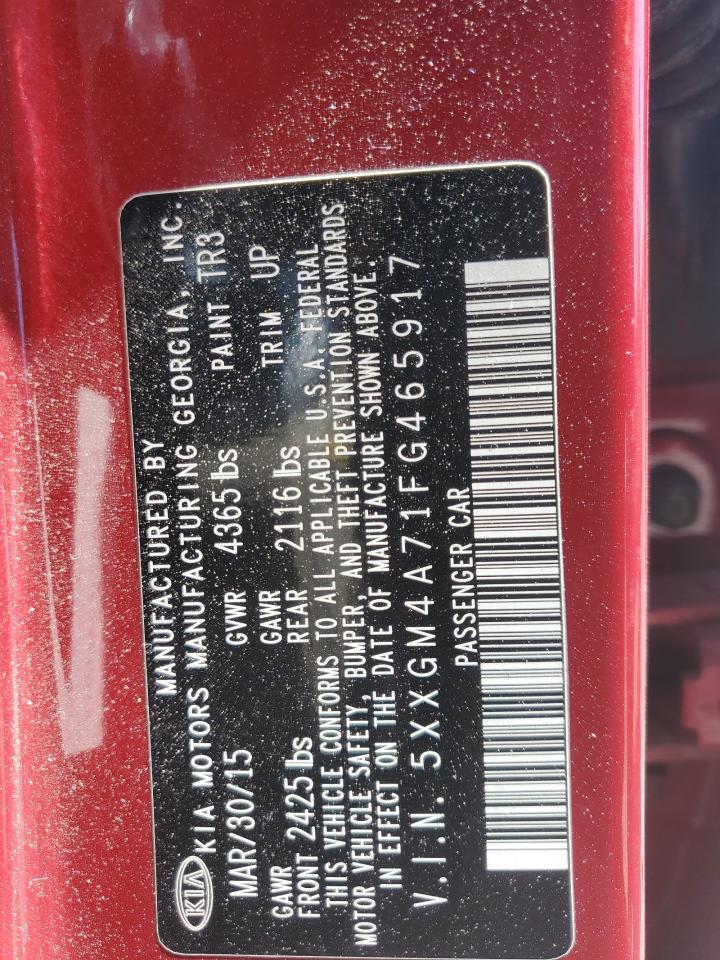 MANUFACTURED BY
KIA KIA MOTORS MANUFACTURING GEORGIA, INC.
MAR/30/15 GVWR 4365 lbs PAINT TR3
GAWR FRONT 2425 lbs GAWR REAR 2116 lbs TRIM UP
THIS VEHICLE CONFORMS TO ALL APPLICABLE U.S.A. FEDERAL
MOTOR VEHICLE SAFETY, BUMPER, AND THEFT PREVENTION STANDARDS
IN EFFECT ON THE DATE OF MANUFACTURE SHOWN ABOVE.
V.I.N. 5XXGM4A71FG465917
PASSENGER CAR